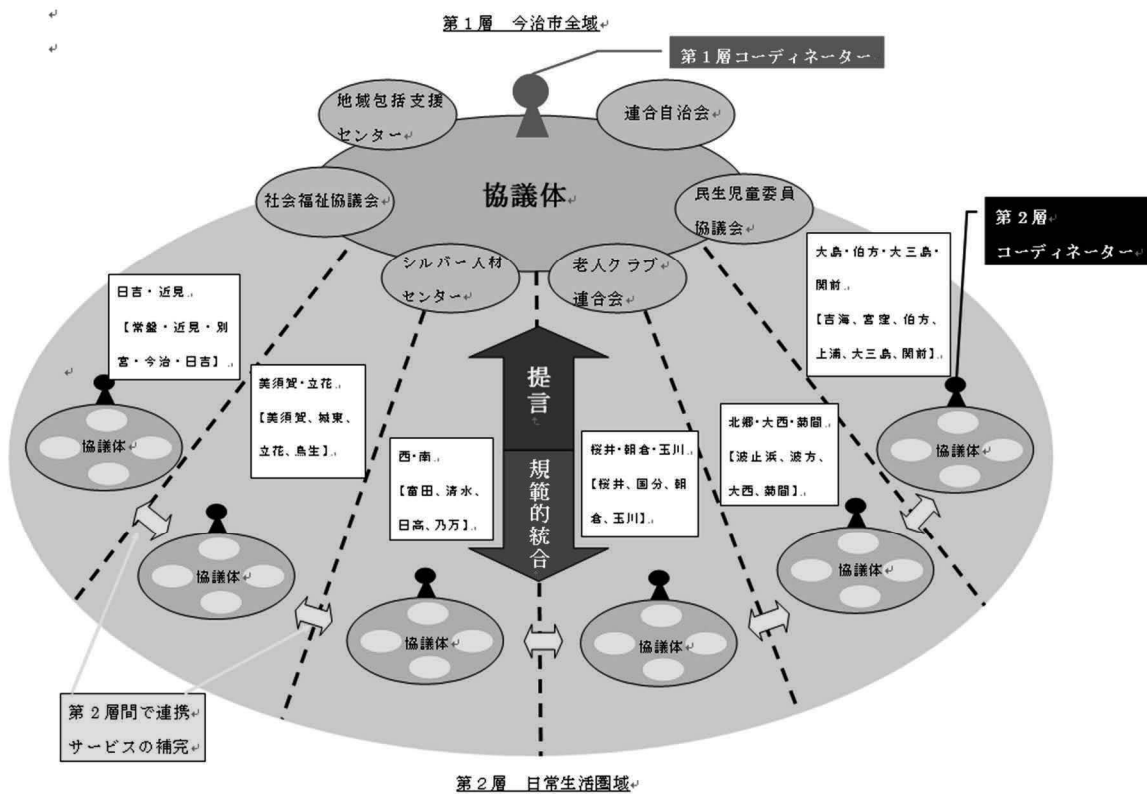 第1層 今治市全域
第1層コーディネーター
地域包括支援
センター
連合自治会
社会福祉協議会
協議体
民生児童委員
協議会
シルバー人材
センター
老人クラブ
連合会
第2層
コーディネーター
日吉・近見
【常盤・近見・別
宮・今治・日吉】
美須賀・立花
【美須賀、城東、
立花、鳥生】
西・南
【富田、清水、
日高、乃万】
提言
規範的統合
桜井・朝倉・玉川
【桜井、国分、朝
倉、玉川】
北郷・大西・菊間
【波止浜、波方、
大西、菊間】
大島・伯方・大三島・
関前
【吉海、宮窪、伯方、
上浦、大三島、関前】
協議体
協議体
協議体
協議体
協議体
協議体
第2層間で連携
サービスの補完
第2層 日常生活圏域